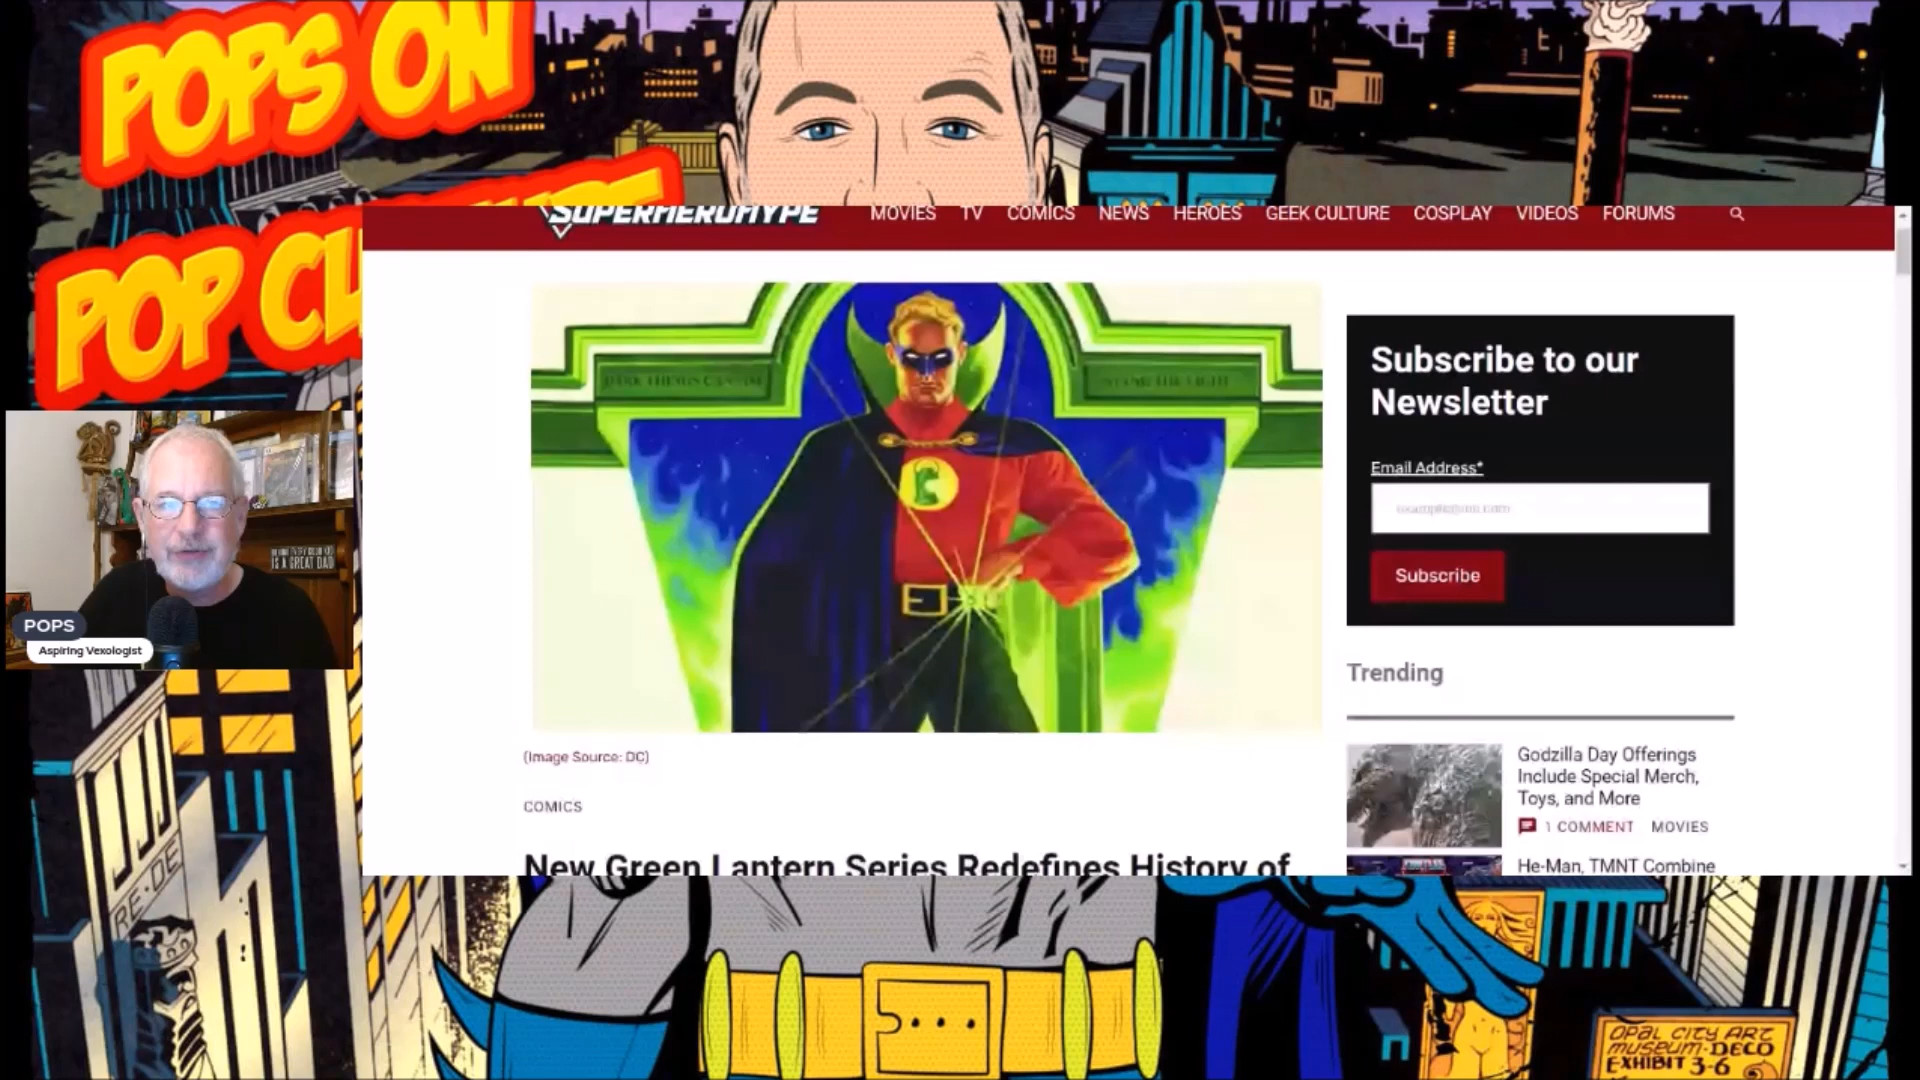 POPS ON
POP CL
SUPERHEROHYPE
MOVIES TV COMICS NEWS HEROES GEEK CULTURE COSPLAY VIDEOS FORUMS
Subscribe to our
Newsletter
Email Address*
Subscribe
IS A GREAT DAD
POPS
Aspiring Vexologist
Trending
(Image Source: DC)
COMICS
New Green Lantern Series Redefines History of
Godzilla Day Offerings
Include Special Merch,
Toys, and More
1 COMMENT MOVIES
He-Man, TMNT Combine
RE·DE
OPAL CITY ART
MUSEUM·DECO
EXHIBIT 3-6